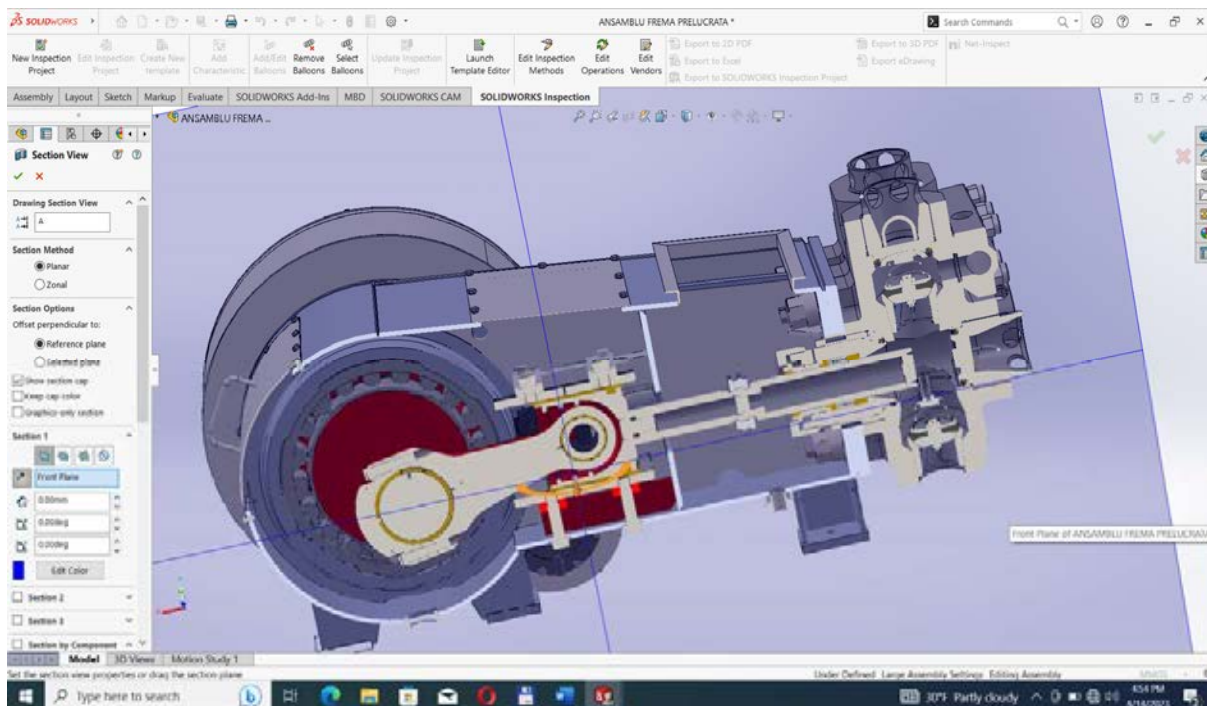 SOLIDWORKS
ANSAMBLU FREMA PRELUCRATA *
Search Commands
New Inspection Project
Edit Inspection Project
Create New template
Add Characteristic
Add/Edit Balloons
Remove Balloons
Select Balloons
Update Inspection Project
Launch Template Editor
Edit Inspection Methods
Edit Operations
Edit Vendors
Export to 2D PDF
Export to Excel
Export to SOLIDWORKS Inspection Project
Export to 3D PDF
Export eDrawing
Net-Inspect
Assembly Layout Sketch Markup Evaluate SOLIDWORKS Add-Ins MBD SOLIDWORKS CAM SOLIDWORKS Inspection
ANSAMBLU FREMA ...
Section View
Drawing Section View
A
Section Method
Planar
Zonal
Section Options
Offset perpendicular to:
Reference plane
Selected plane
Show section cap
Keep cap color
Graphics-only section
Section 1
Front Plane
0.00mm
0.00deg
0.00deg
Edit Color
Section 2
Section 3
Section by Component
Front Plane of ANSAMBLU FREMA PRELUCRATA
Model 3D Views Motion Study 1
Set the section view properties or drag the section plane
Under Defined Large Assembly Settings Editing Assembly
Type here to search
30°F Partly cloudy
4:54 PM